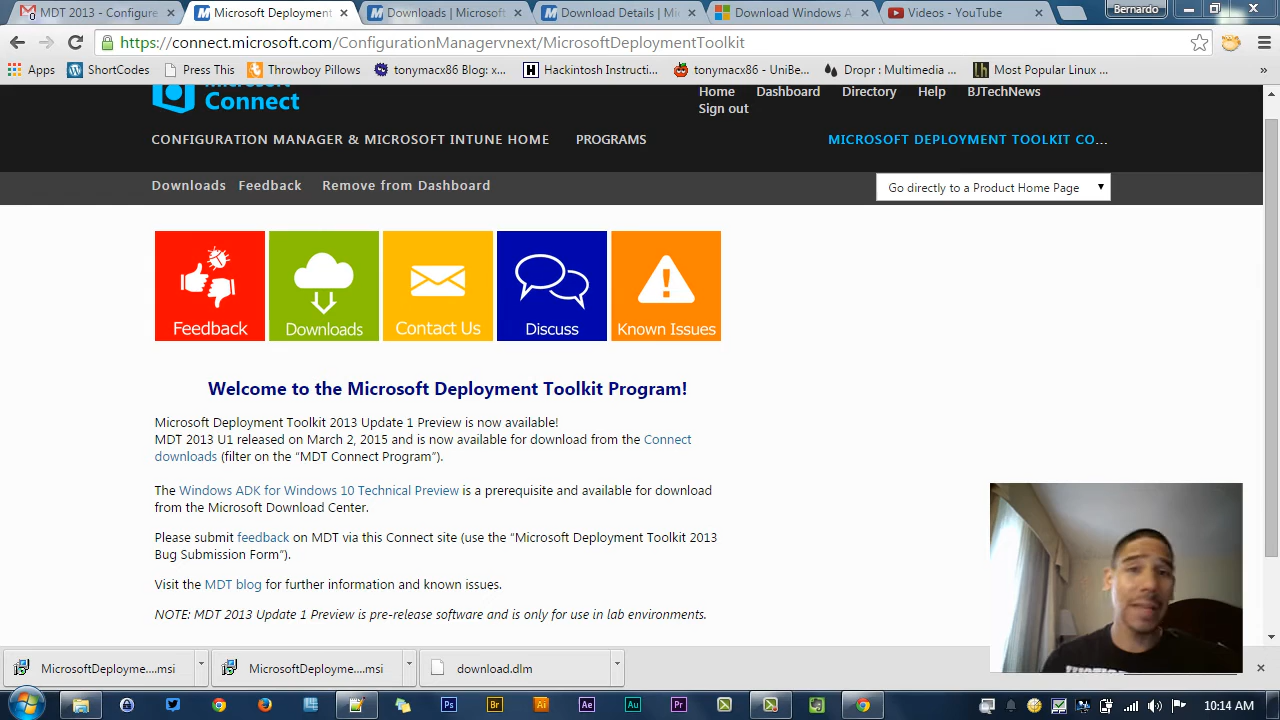 MDT 2013 - Configure
Microsoft Deployment
Downloads | Microsoft
Download Details | Mic
Download Windows A
Videos - YouTube
Bernardo
https://connect.microsoft.com/ConfigurationManagervnext/MicrosoftDeploymentToolkit
Apps
ShortCodes
Press This
Throwboy Pillows
tonymacx86 Blog: x...
Hackintosh Instructi...
tonymacx86 - UniBe...
Dropr : Multimedia ...
Most Popular Linux ...
»
Connect
Home Dashboard Directory Help BJTechNews
Sign out
CONFIGURATION MANAGER & MICROSOFT INTUNE HOME PROGRAMS
MICROSOFT DEPLOYMENT TOOLKIT CO...
Downloads Feedback Remove from Dashboard
Go directly to a Product Home Page
Feedback
Downloads
Contact Us
Discuss
Known Issues
Welcome to the Microsoft Deployment Toolkit Program!
Microsoft Deployment Toolkit 2013 Update 1 Preview is now available!
MDT 2013 U1 released on March 2, 2015 and is now available for download from the Connect
downloads (filter on the “MDT Connect Program”).
The Windows ADK for Windows 10 Technical Preview is a prerequisite and available for download
from the Microsoft Download Center.
Please submit feedback on MDT via this Connect site (use the “Microsoft Deployment Toolkit 2013
Bug Submission Form”).
Visit the MDT blog for further information and known issues.
NOTE: MDT 2013 Update 1 Preview is pre-release software and is only for use in lab environments.
MicrosoftDeployme....msi
MicrosoftDeployme....msi
download.dlm
Ps
Br
Ai
Ae
Au
Pr
10:14 AM